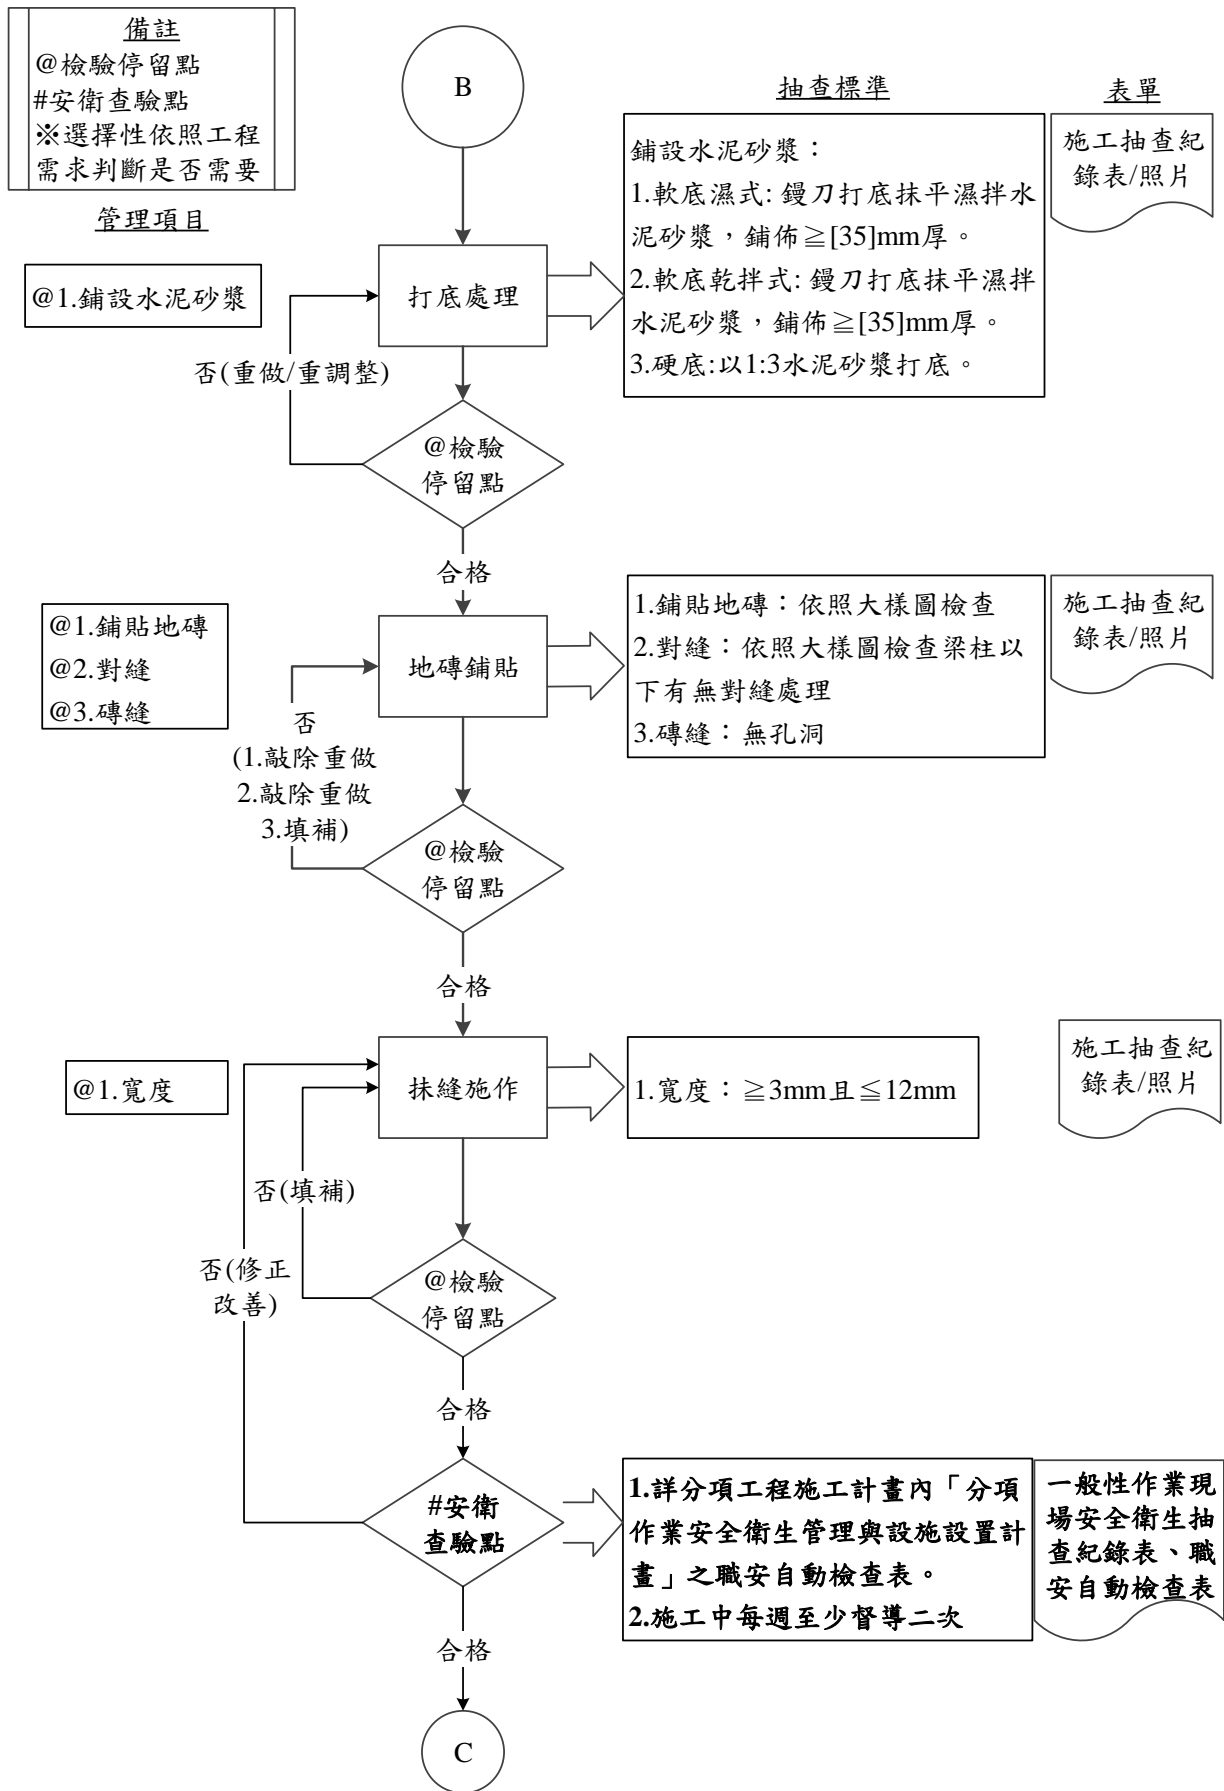 備註
@檢驗停留點
#安衛查驗點
※選擇性依照工程
需求判斷是否需要
管理項目
B
抽查標準
表單
@1.鋪設水泥砂漿
打底處理
鋪設水泥砂漿：
1.軟底濕式: 鏝刀打底抹平濕拌水
泥砂漿，鋪佈≧[35]mm厚。
2.軟底乾拌式: 鏝刀打底抹平濕拌
水泥砂漿，鋪佈≧[35]mm厚。
3.硬底:以1:3水泥砂漿打底。
施工抽查紀
錄表/照片
否(重做/重調整)
@檢驗
停留點
合格
@1.鋪貼地磚
@2.對縫
@3.磚縫
地磚鋪貼
1.鋪貼地磚：依照大樣圖檢查
2.對縫：依照大樣圖檢查梁柱以
下有無對縫處理
3.磚縫：無孔洞
施工抽查紀
錄表/照片
否
(1.敲除重做
2.敲除重做
3.填補)
@檢驗
停留點
合格
@1.寬度
抹縫施作
1.寬度：≧3mm且≦12mm
施工抽查紀
錄表/照片
否(填補)
否(修正
改善)
@檢驗
停留點
合格
#安衛
查驗點
1.詳分項工程施工計畫內「分項
作業安全衛生管理與設施設置計
畫」之職安自動檢查表。
2.施工中每週至少督導二次
一般性作業現
場安全衛生抽
查紀錄表、職
安自動檢查表
合格
C